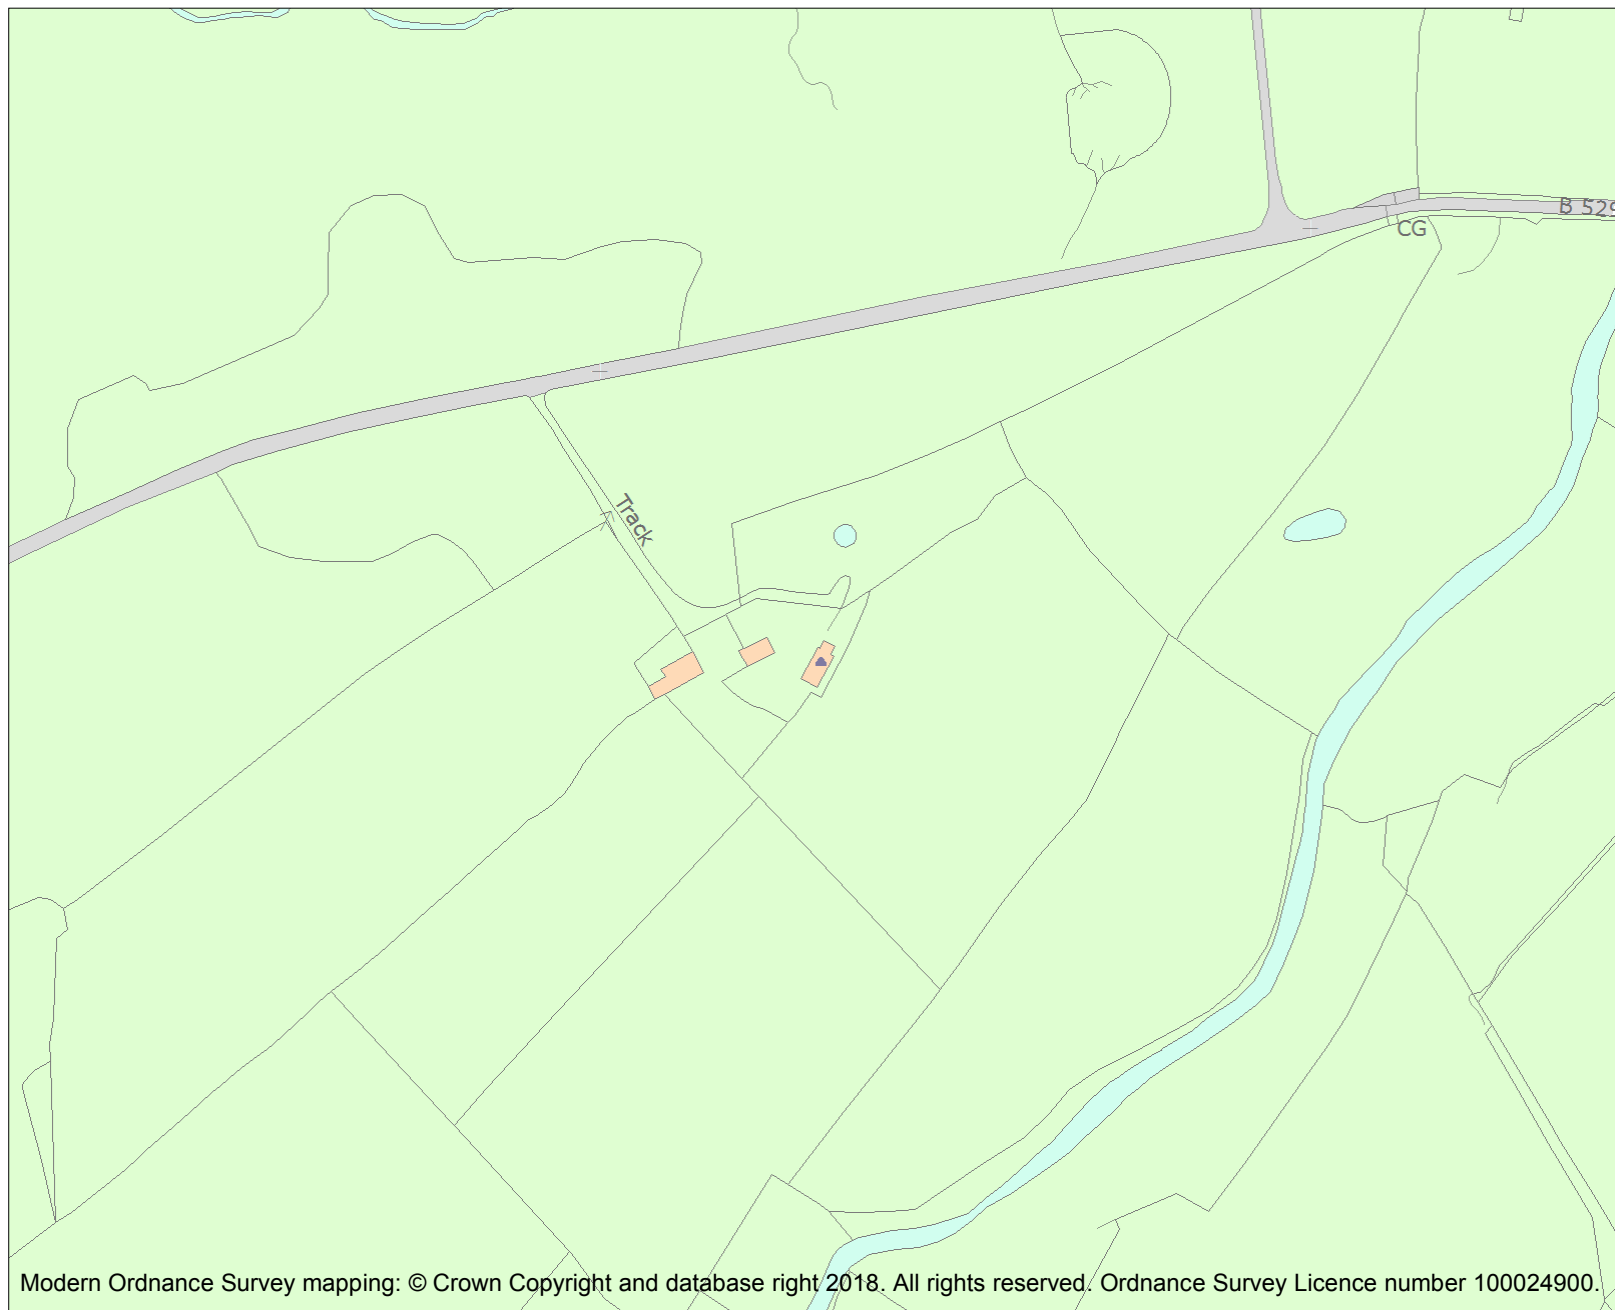 B 529
CG
Track
Modern Ordnance Survey mapping: © Crown Copyright and database right 2018. All rights reserved. Ordnance Survey Licence number 100024900.